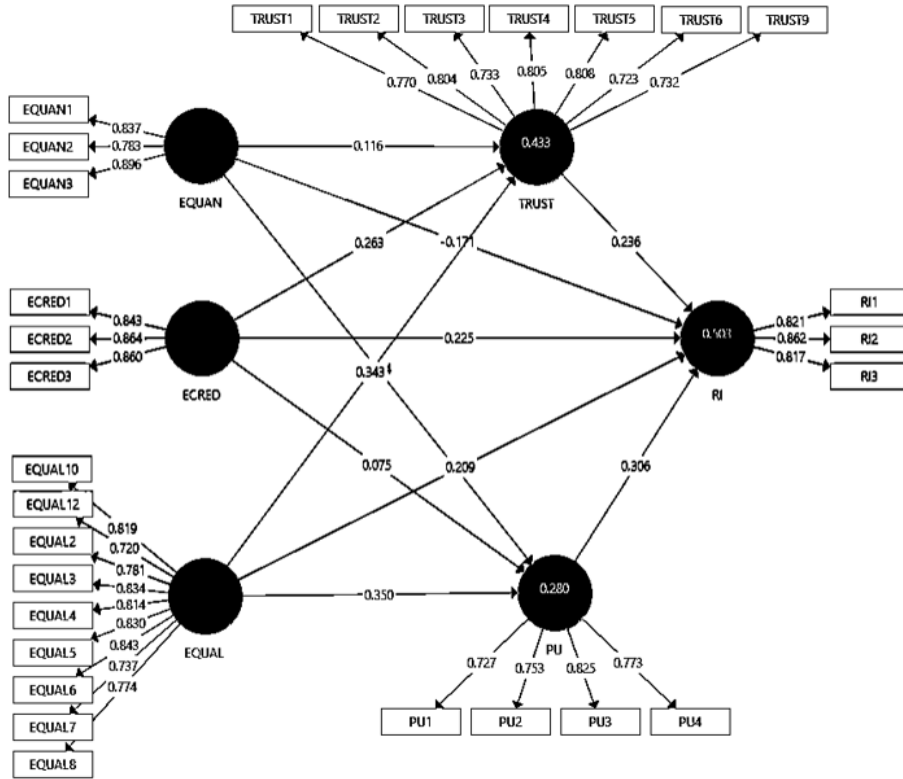 TRUST1 TRUST2 TRUST3 TRUST4 TRUST5 TRUST6 TRUST9
0.770 0.804 0.733 0.805 0.808 0.723 0.732
EQUAN1
EQUAN2
EQUAN3
0.837
0.783
0.896
EQUAN
0.116
0.433
TRUST
0.263
-0.171
0.236
ECRED1
ECRED2
ECRED3
0.843
0.864
0.860
ECRED
0.225
0.503
RI
0.821
0.862
0.817
RI1
RI2
RI3
0.343
0.075
0.209
0.306
EQUAL10
EQUAL12
EQUAL2
EQUAL3
EQUAL4
EQUAL5
EQUAL6
EQUAL7
EQUAL8
0.819
0.720
0.781
0.834
0.814
0.830
0.843
0.737
0.774
EQUAL
0.350
0.280
PU
0.727 0.753 0.825 0.773
PU1 PU2 PU3 PU4